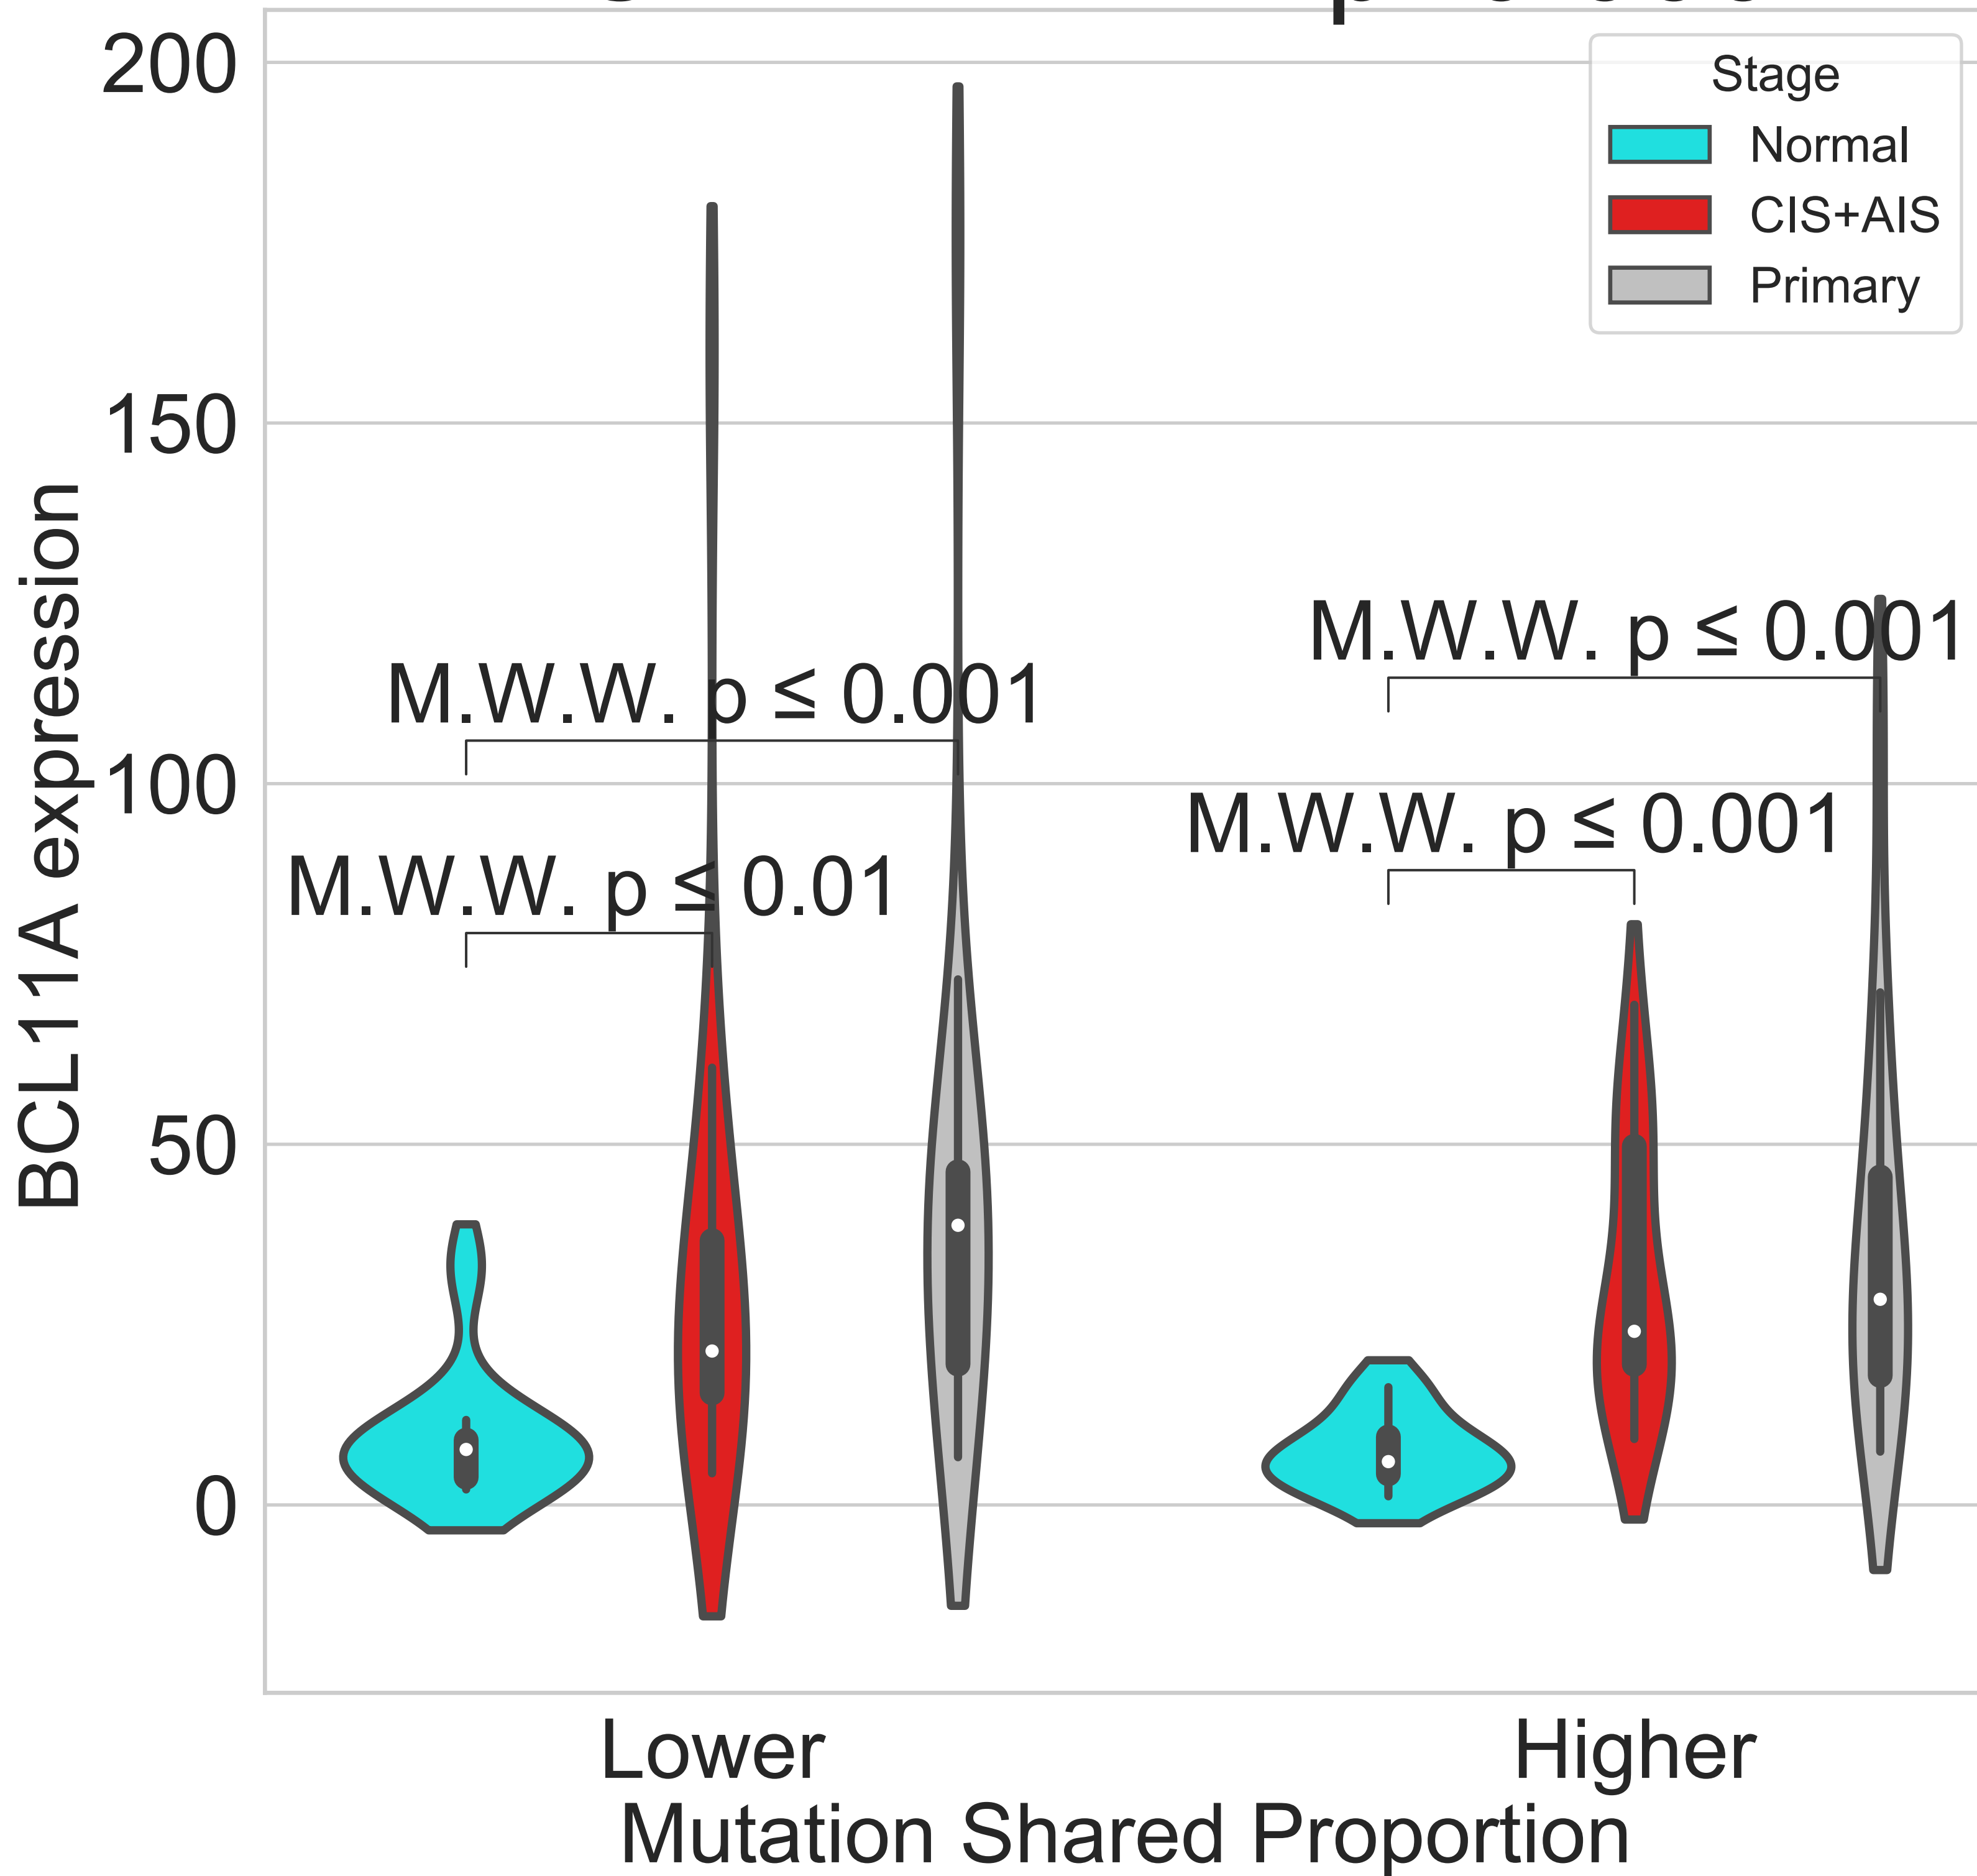 200
150
100
50
0
BCL11A expression
Stage
Normal
CIS+AIS
Primary
M.W.W. p ≤ 0.001
M.W.W. p ≤ 0.01
M.W.W. p ≤ 0.001
M.W.W. p ≤ 0.001
Lower
Higher
Mutation Shared Proportion